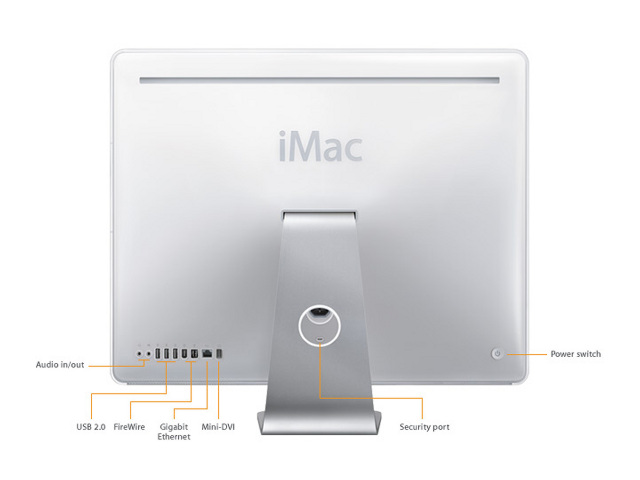 iMac
Audio in/out
Power switch
USB 2.0
FireWire
Gigabit
Ethernet
Mini-DVI
Security port